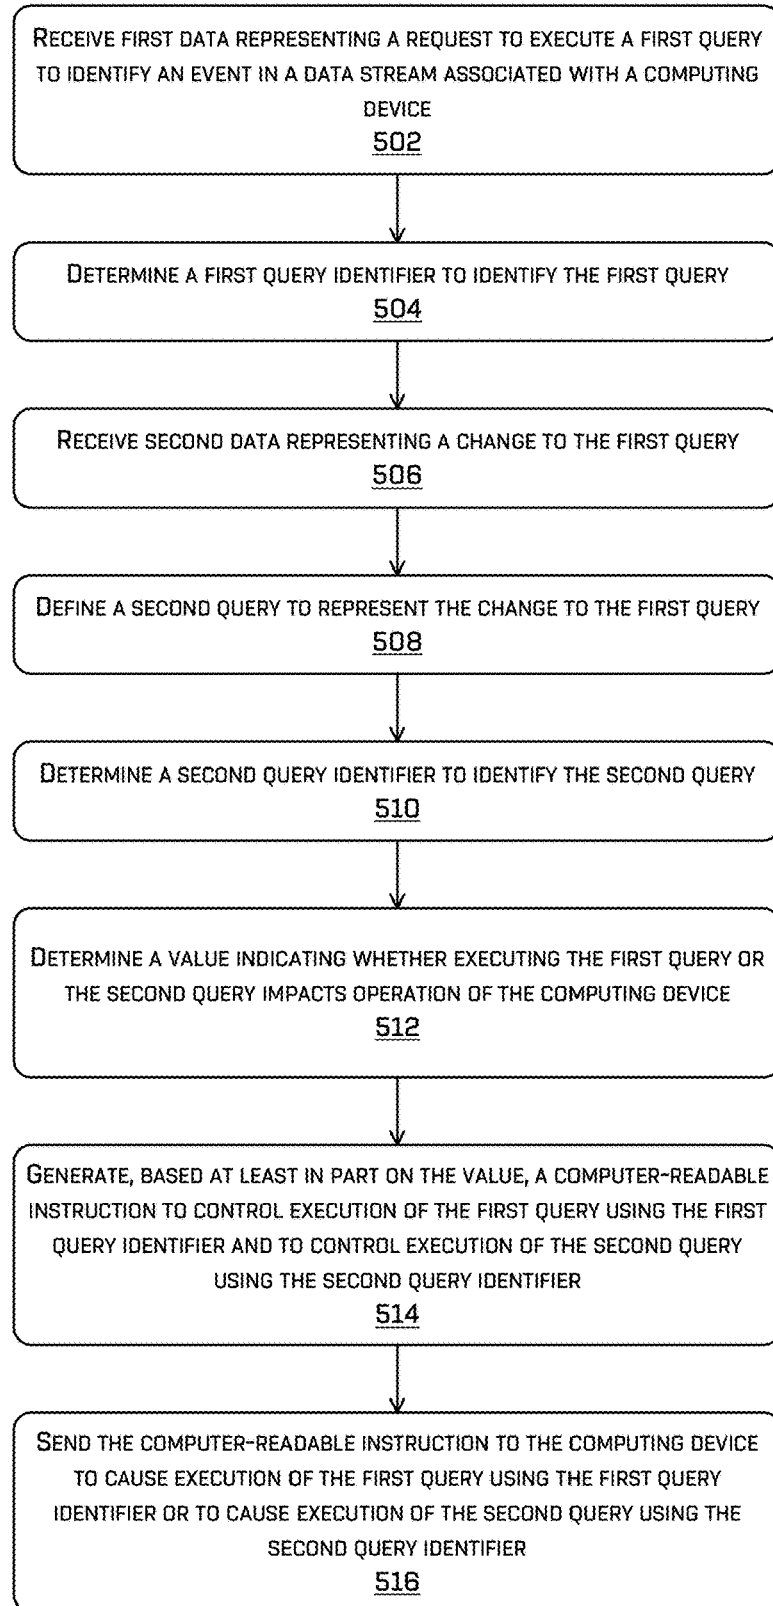 Receive first data representing a request to execute a first query
to identify an event in a data stream associated with a computing
device
502
Determine a first query identifier to identify the first query
504
Receive second data representing a change to the first query
506
Define a second query to represent the change to the first query
508
Determine a second query identifier to identify the second query
510
Determine a value indicating whether executing the first query or
the second query impacts operation of the computing device
512
Generate, based at least in part on the value, a computer-readable
instruction to control execution of the first query using the first
query identifier and to control execution of the second query
using the second query identifier
514
Send the computer-readable instruction to the computing device
to cause execution of the first query using the first query
identifier or to cause execution of the second query using the
second query identifier
516